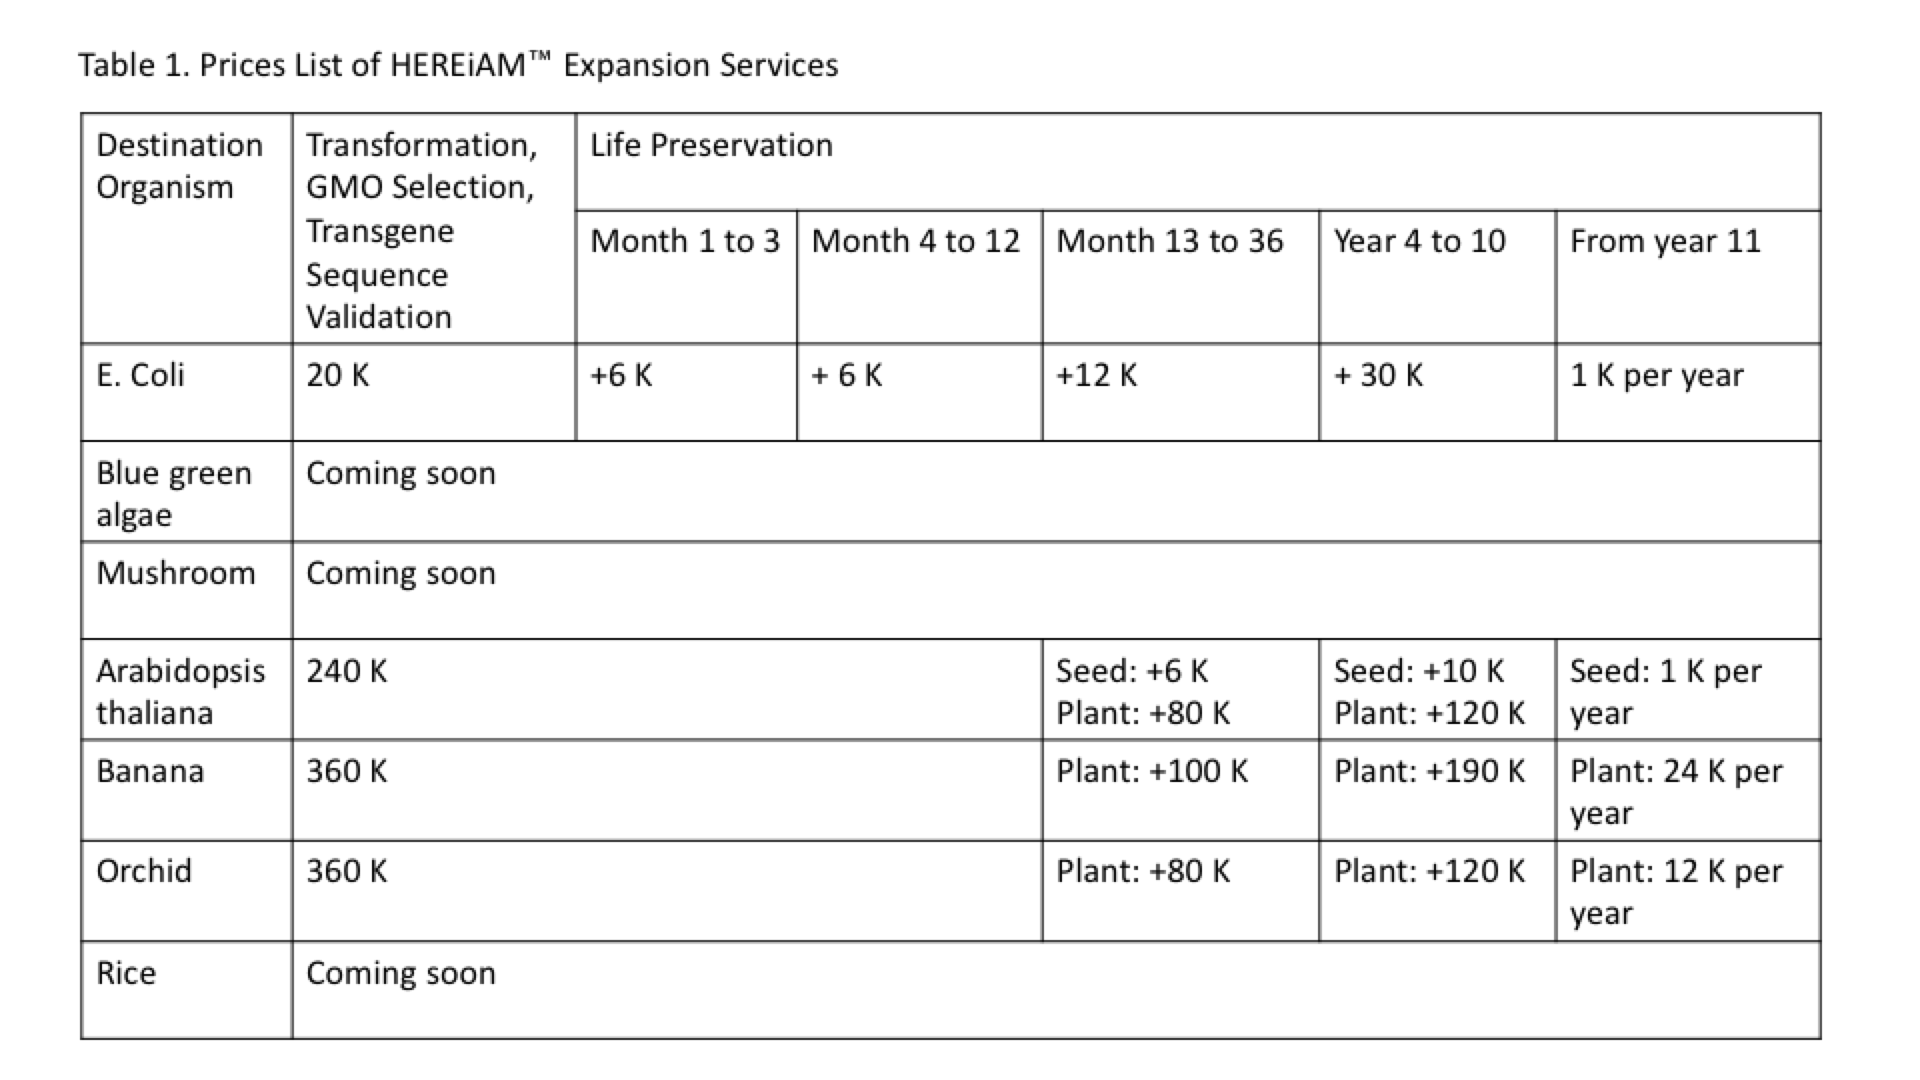 Table 1. Prices List of HEREiAM™ Expansion Services
Destination
Organism
Transformation,
GMO Selection,
Transgene
Sequence
Validation
Life Preservation
Month 1 to 3
Month 4 to 12
Month 13 to 36
Year 4 to 10
From year 11
E. Coli
20 K
+6 K
+ 6 K
+12 K
+ 30 K
1 K per year
Blue green
algae
Coming soon
Mushroom
Coming soon
Arabidopsis
thaliana
240 K
Seed: +6 K
Plant: +80 K
Seed: +10 K
Plant: +120 K
Seed: 1 K per
year
Banana
360 K
Plant: +100 K
Plant: +190 K
Plant: 24 K per
year
Orchid
360 K
Plant: +80 K
Plant: +120 K
Plant: 12 K per
year
Rice
Coming soon